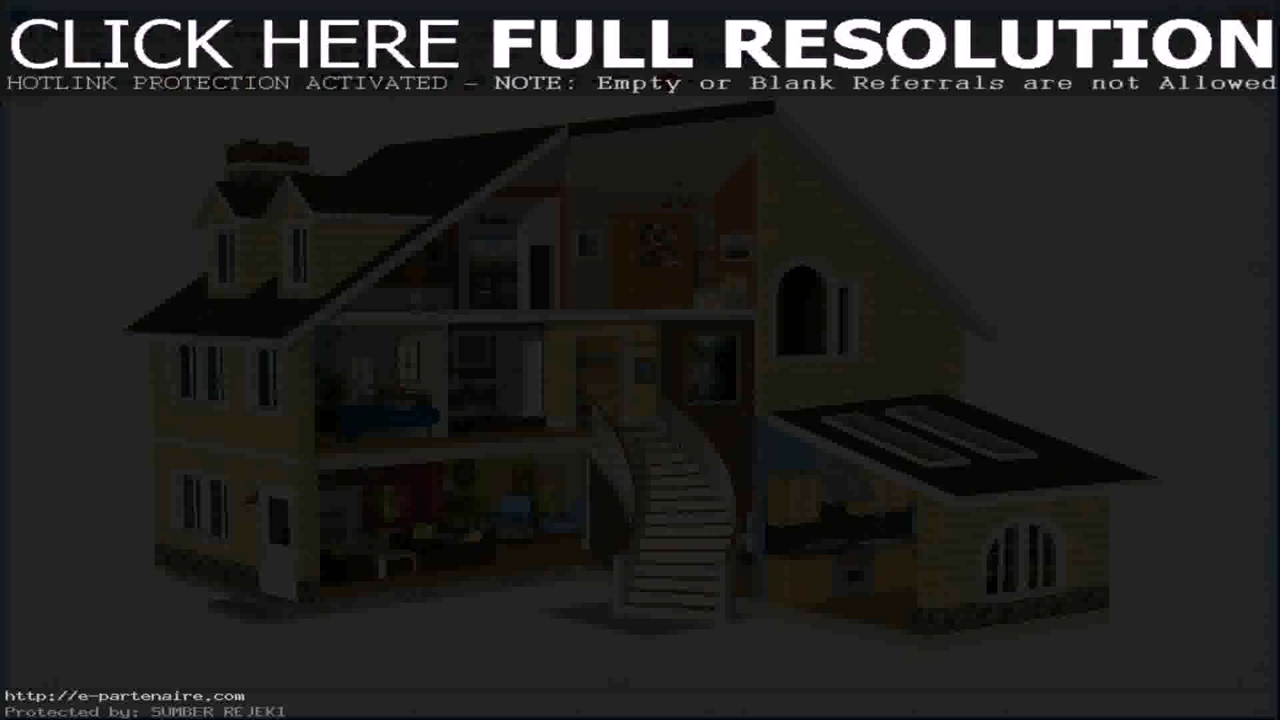 CLICK HERE FULL RESOLUTION
HOTLINK PROTECTION ACTIVATED – NOTE: Empty or Blank Referrals are not Allowed
http://e-partenaire.com
Protected by: SUMBER REJEKI